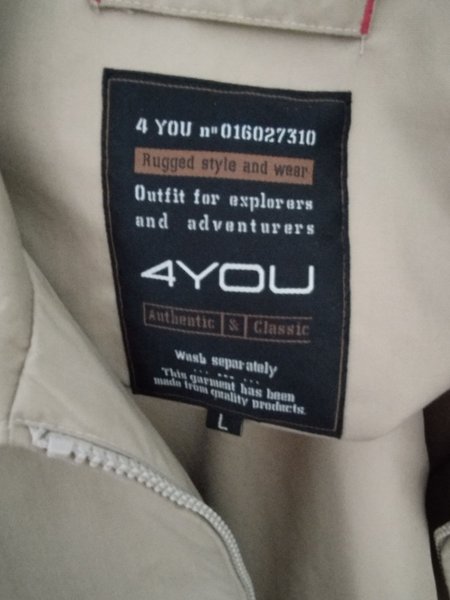 4 YOU nº016027310
Rugged style and wear
Outfit for explorers
and adventurers
4YOU
Authentic & Classic
Wash separately
... ... ...
This garment has been
made from quality products.
L